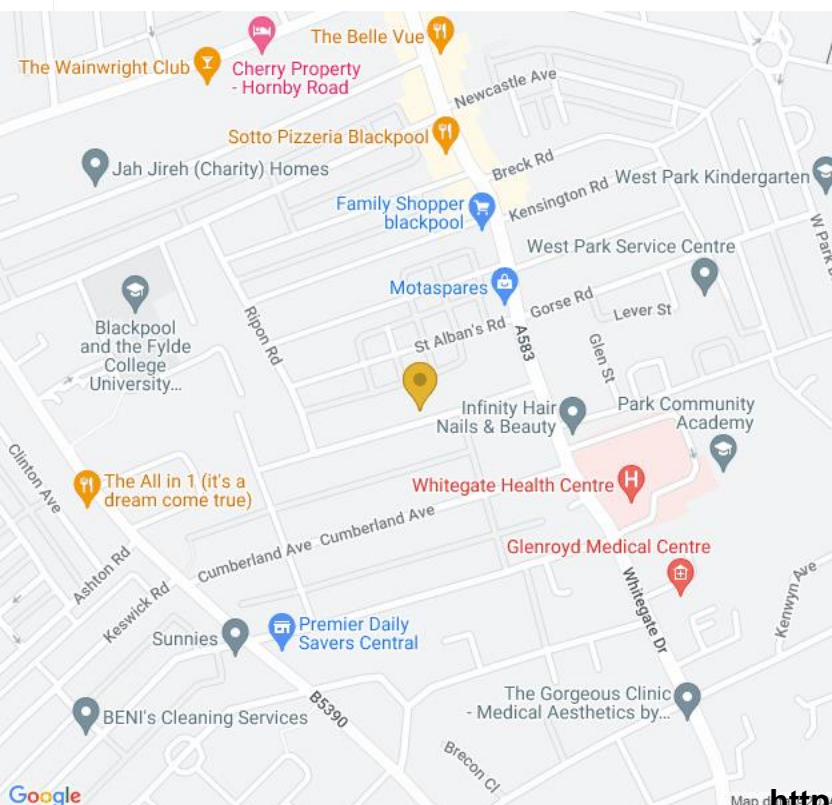 The Belle Vue
The Wainwright Club
Cherry Property
- Hornby Road
Newcastle Ave
Sotto Pizzeria Blackpool
Jah Jireh (Charity) Homes
Breck Rd
West Park Kindergarten
Family Shopper
blackpool
Kensington Rd
W Park
West Park Service Centre
Motaspares
Gorse Rd
Lever St
Blackpool
and the Fylde
College
University...
Ripon Rd
St Alban's Rd
A583
Glen St
Infinity Hair
Nails & Beauty
Park Community
Academy
Clinton Ave
The All in 1 (it's a
dream come true)
Whitegate Health Centre
Cumberland Ave
Cumberland Ave
Glenroyd Medical Centre
Ashton Rd
Keswick Rd
Whitegate Dr
Kenwyn Ave
Sunnies
Premier Daily
Savers Central
The Gorgeous Clinic
- Medical Aesthetics by...
B5390
BENI's Cleaning Services
Brecon Cl
Google
Map
http